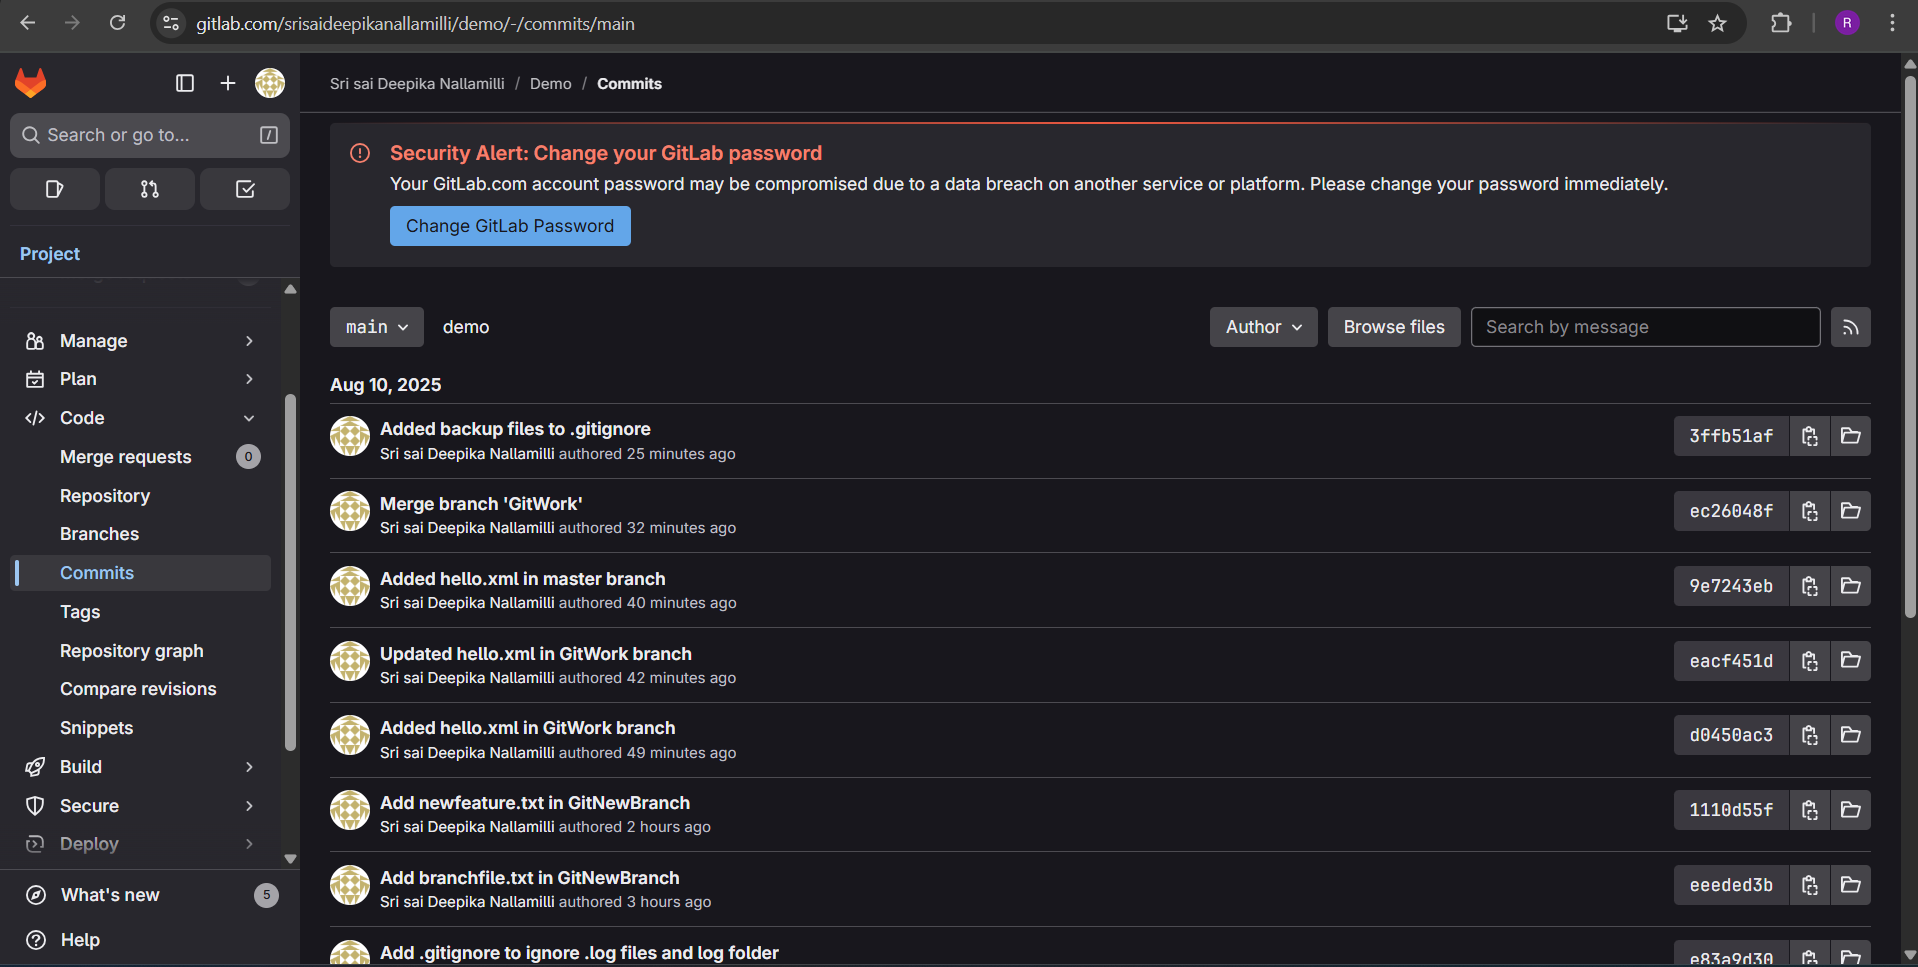 gitlab.com/srisaideepikanallamilli/demo/-/commits/main
R
Search or go to...
/
Project
Manage
Plan
Code
Merge requests 0
Repository
Branches
Commits
Tags
Repository graph
Compare revisions
Snippets
Build
Secure
Deploy
What's new 5
Help
Sri sai Deepika Nallamilli / Demo / Commits
Security Alert: Change your GitLab password
Your GitLab.com account password may be compromised due to a data breach on another service or platform. Please change your password immediately.
Change GitLab Password
main demo Author Browse files Search by message
Aug 10, 2025
Added backup files to .gitignore
Sri sai Deepika Nallamilli authored 25 minutes ago
3ffb51af
Merge branch 'GitWork'
Sri sai Deepika Nallamilli authored 32 minutes ago
ec26048f
Added hello.xml in master branch
Sri sai Deepika Nallamilli authored 40 minutes ago
9e7243eb
Updated hello.xml in GitWork branch
Sri sai Deepika Nallamilli authored 42 minutes ago
eacf451d
Added hello.xml in GitWork branch
Sri sai Deepika Nallamilli authored 49 minutes ago
d0450ac3
Add newfeature.txt in GitNewBranch
Sri sai Deepika Nallamilli authored 2 hours ago
1110d55f
Add branchfile.txt in GitNewBranch
Sri sai Deepika Nallamilli authored 3 hours ago
eeeded3b
Add .gitignore to ignore .log files and log folder
e83a9d30